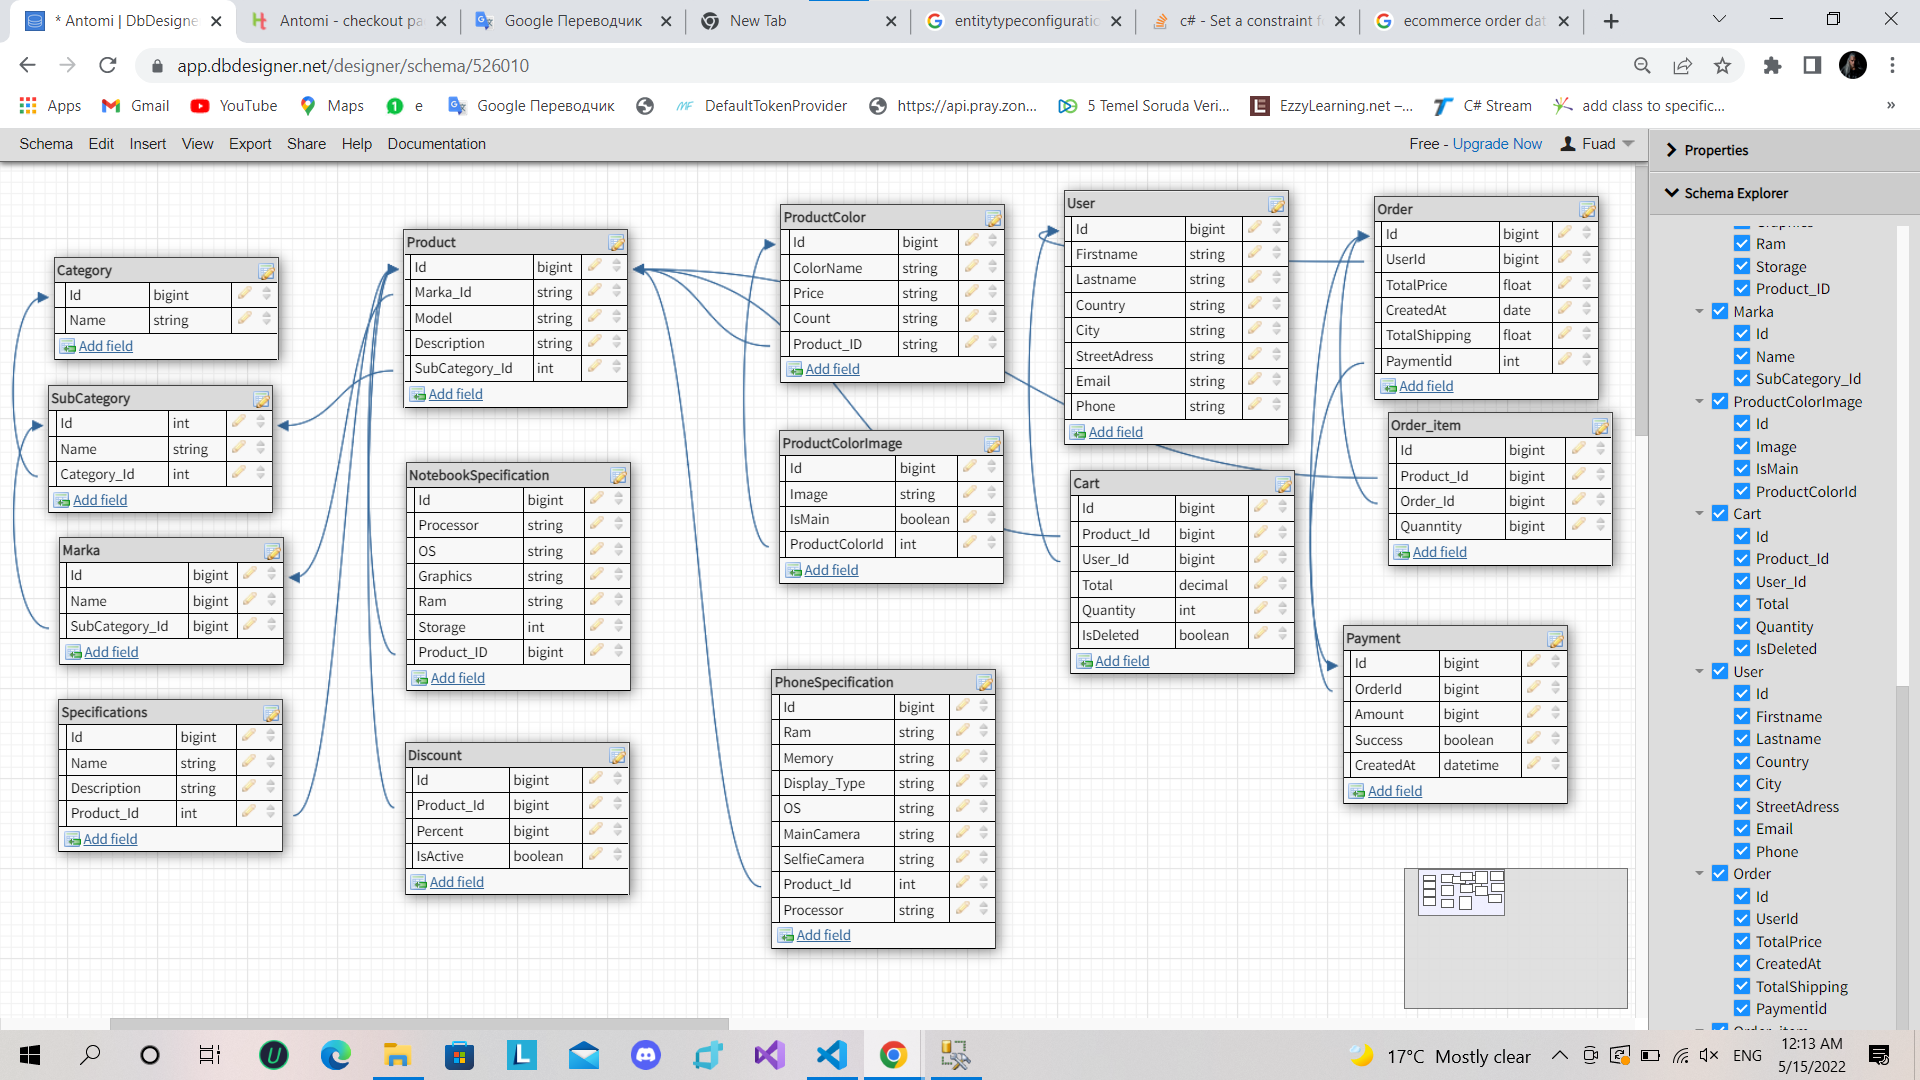 * Antomi | DbDesigne
Antomi - checkout pa
Google Переводчик
New Tab
entitytypeconfiguratio
c# - Set a constraint f
ecommerce order dat
app.dbdesigner.net/designer/schema/526010
Apps
Gmail
YouTube
Maps
1 e
Google Переводчик
MF DefaultTokenProvider
https://api.pray.zon...
5 Temel Soruda Veri...
EzzyLearning.net –...
C# Stream
add class to specific...
»
Schema Edit Insert View Export Share Help Documentation
Free - Upgrade Now
Fuad
Category
Id bigint
Name string
Add field
SubCategory
Id int
Name string
Category_Id int
Add field
Marka
Id bigint
Name bigint
SubCategory_Id bigint
Add field
Specifications
Id bigint
Name string
Description string
Product_Id int
Add field
Product
Id bigint
Marka_Id string
Model string
Description string
SubCategory_Id int
Add field
NotebookSpecification
Id bigint
Processor string
OS string
Graphics string
Ram string
Storage int
Product_ID bigint
Add field
Discount
Id bigint
Product_Id bigint
Percent bigint
IsActive boolean
Add field
ProductColor
Id bigint
ColorName string
Price string
Count string
Product_ID string
Add field
ProductColorImage
Id bigint
Image string
IsMain boolean
ProductColorId int
Add field
PhoneSpecification
Id bigint
Ram string
Memory string
Display_Type string
OS string
MainCamera string
SelfieCamera string
Product_Id int
Processor string
Add field
User
Id bigint
Firstname string
Lastname string
Country string
City string
StreetAdress string
Email string
Phone string
Add field
Cart
Id bigint
Product_Id bigint
User_Id bigint
Total decimal
Quantity int
IsDeleted boolean
Add field
Order
Id bigint
UserId bigint
TotalPrice float
CreatedAt date
TotalShipping float
Paymentİd int
Add field
Order_item
Id bigint
Product_Id bigint
Order_Id bigint
Quanntity bigint
Add field
Payment
Id bigint
OrderId bigint
Amount bigint
Success boolean
CreatedAt datetime
Add field
Properties
Schema Explorer
Graphics
Ram
Storage
Product_ID
Marka
Id
Name
SubCategory_Id
ProductColorImage
Id
Image
IsMain
ProductColorId
Cart
Id
Product_Id
User_Id
Total
Quantity
IsDeleted
User
Id
Firstname
Lastname
Country
City
StreetAdress
Email
Phone
Order
Id
UserId
TotalPrice
CreatedAt
TotalShipping
Paymentİd
Order_item
17°C Mostly clear
ENG
12:13 AM
5/15/2022